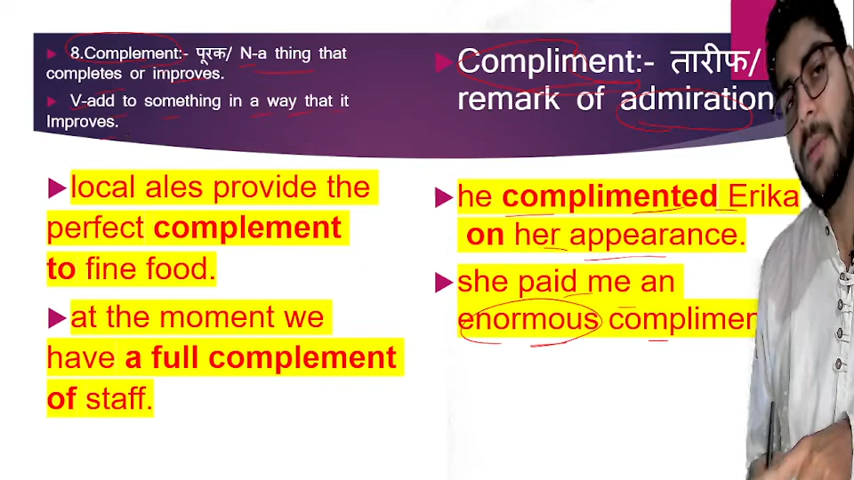 8.Complement:- पूरक/ N-a thing that
completes or improves.
V-add to something in a way that it
Improves.
local ales provide the
perfect complement
to fine food.
at the moment we
have a full complement
of staff.
Compliment:- तारीफ/
remark of admiration
he complimented Erika
on her appearance.
she paid me an
enormous complimen